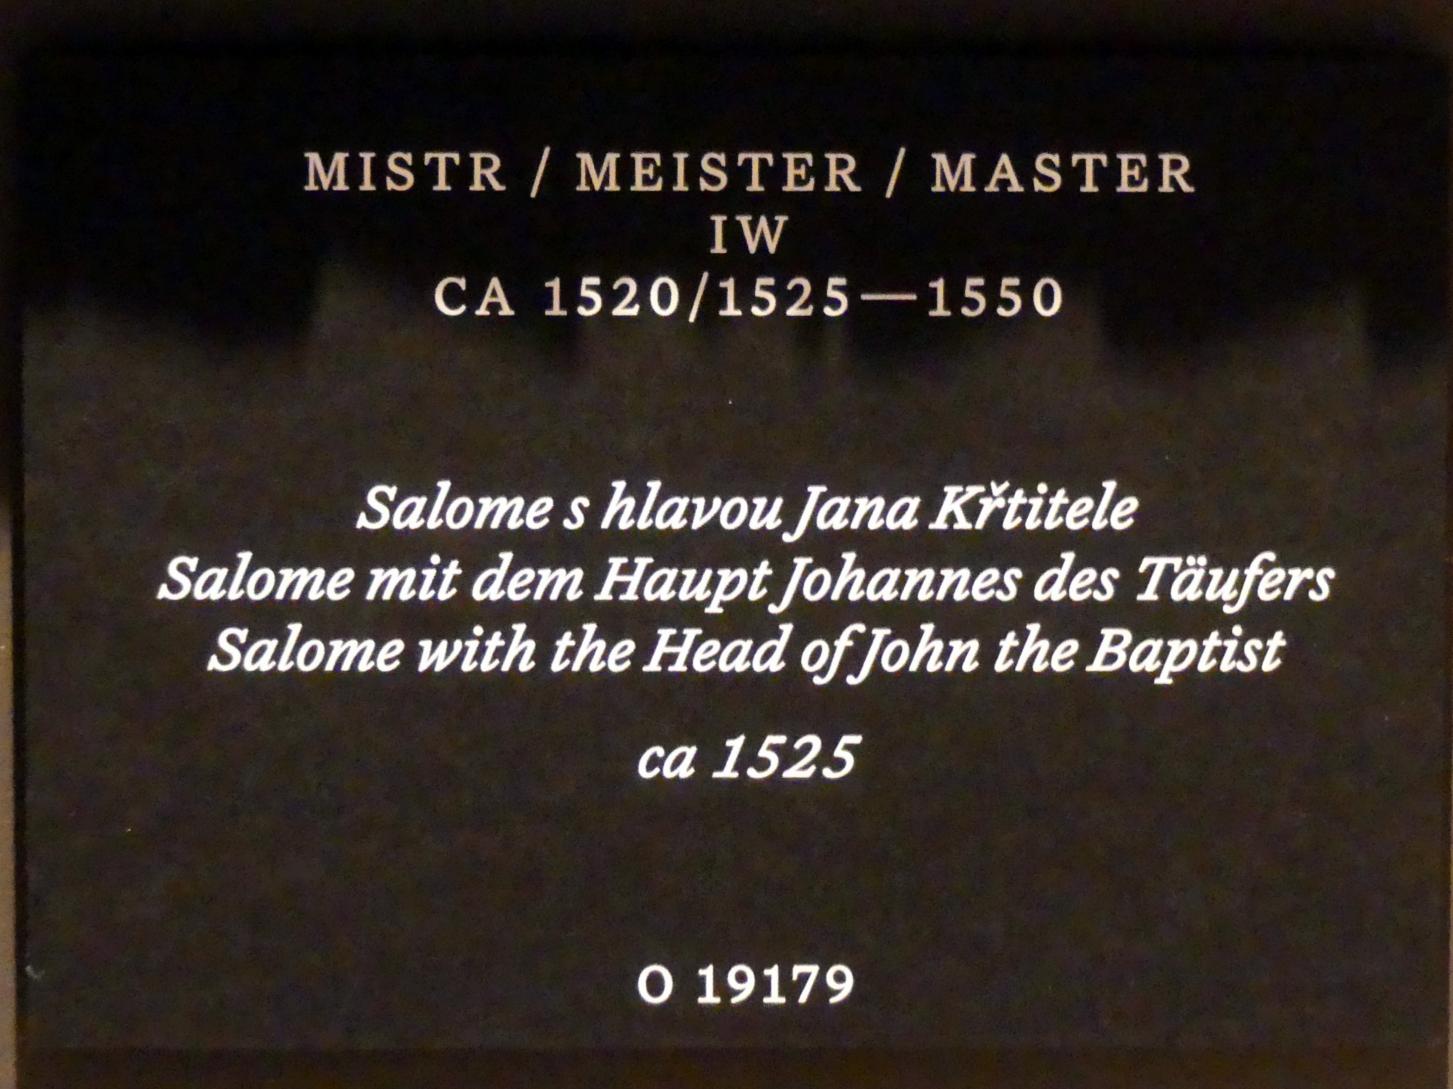 MISTR / MEISTER / MASTER
IW
CA 1520/1525—1550
Salome s hlavou Jana Křtitele
Salome mit dem Haupt Johannes des Täufers
Salome with the Head of John the Baptist
ca 1525
O 19179